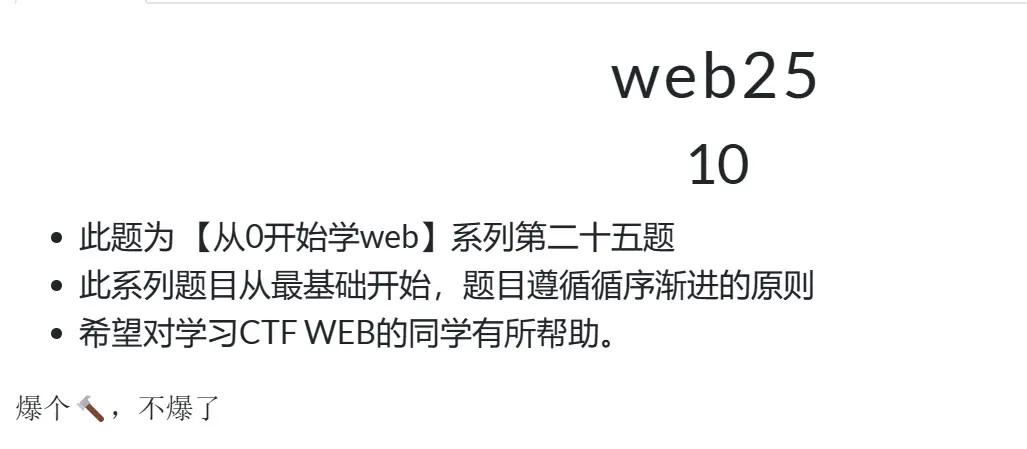 web25
10
此题为 【从0开始学web】系列第二十五题
此系列题目从最基础开始，题目遵循循序渐进的原则
希望对学习CTF WEB的同学有所帮助。
爆个🔨，不爆了